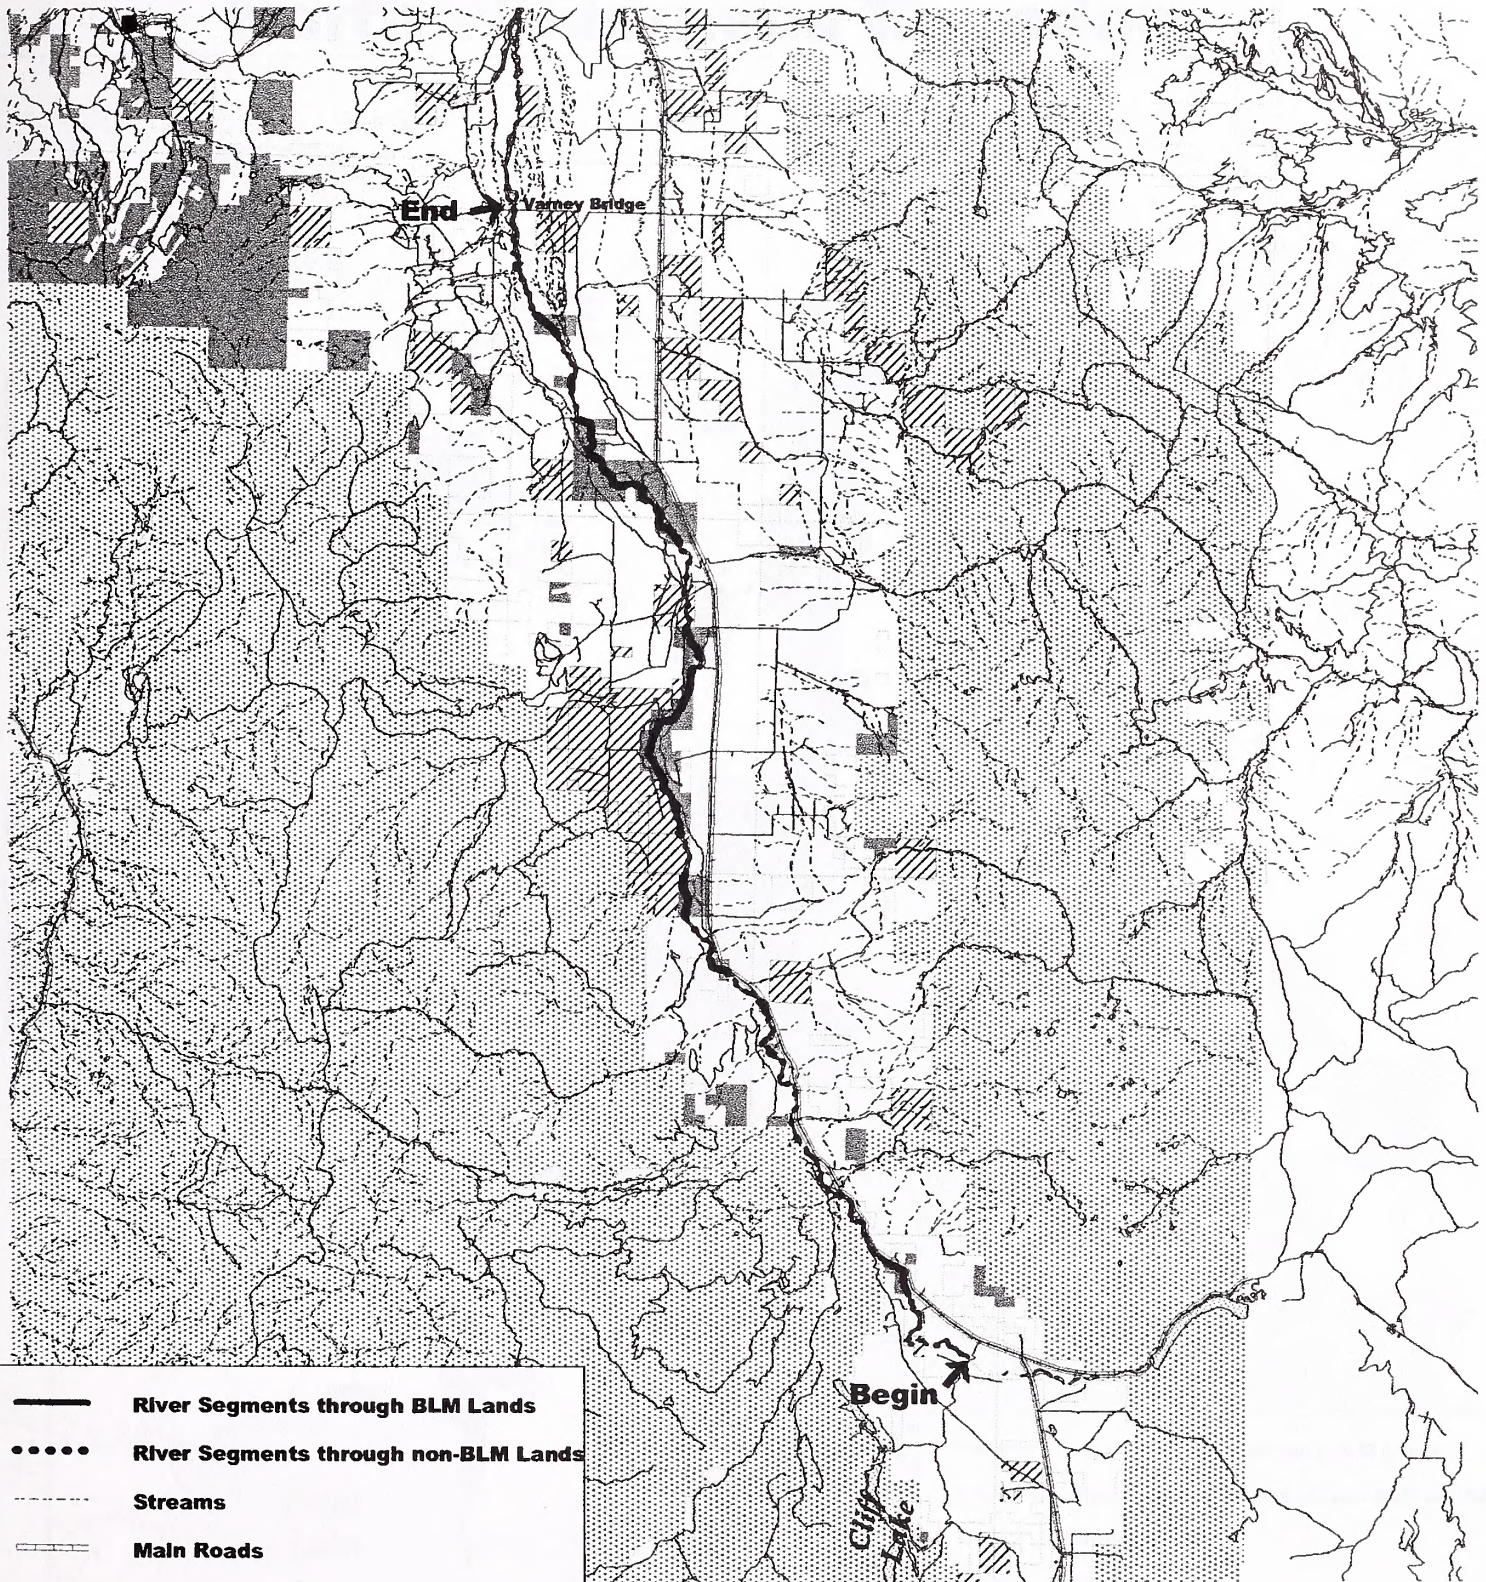 End
Varney Bridge
Begin
Cliff
Lake
River Segments through BLM Lands
River Segments through non-BLM Lands
Streams
Main Roads